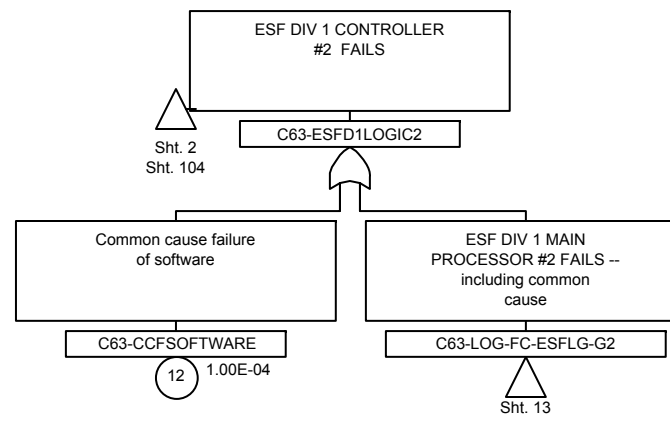 ESF DIV 1 CONTROLLER
#2 FAILS
Sht. 2
Sht. 104
C63-ESFD1LOGIC2
Common cause failure
of software
C63-CCFSOFTWARE
12
1.00E-04
ESF DIV 1 MAIN
PROCESSOR #2 FAILS --
including common
cause
C63-LOG-FC-ESFLG-G2
Sht. 13